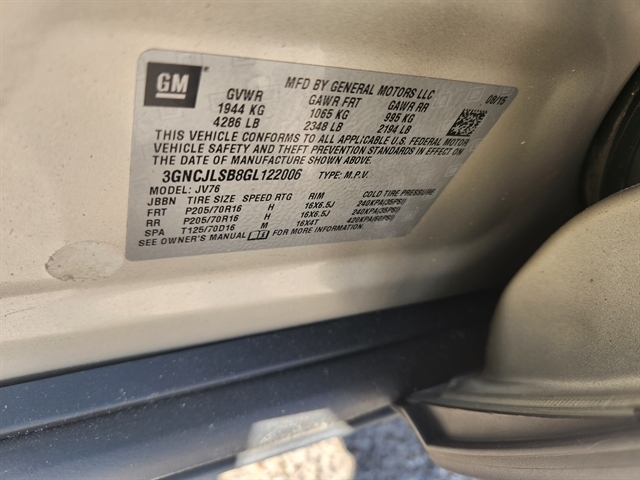 GM
MFD BY GENERAL MOTORS LLC 08/15
GVWR GAWR FRT GAWR RR
1944 KG 1065 KG 995 KG
4286 LB 2348 LB 2194 LB
THIS VEHICLE CONFORMS TO ALL APPLICABLE U.S. FEDERAL MOTOR
VEHICLE SAFETY AND THEFT PREVENTION STANDARDS IN EFFECT ON
THE DATE OF MANUFACTURE SHOWN ABOVE.
3GNCJLSB8GL122006 TYPE: M.P.V.
MODEL: JV76
JBBN TIRE SIZE SPEED RTG RIM COLD TIRE PRESSURE
FRT P205/70R16 H 16X6.5J 240KPA(35PSI)
RR P205/70R16 H 16X6.5J 240KPA(35PSI)
SPA T125/70D16 M 16X4T 420KPA(60PSI)
SEE OWNER'S MANUAL FOR MORE INFORMATION.